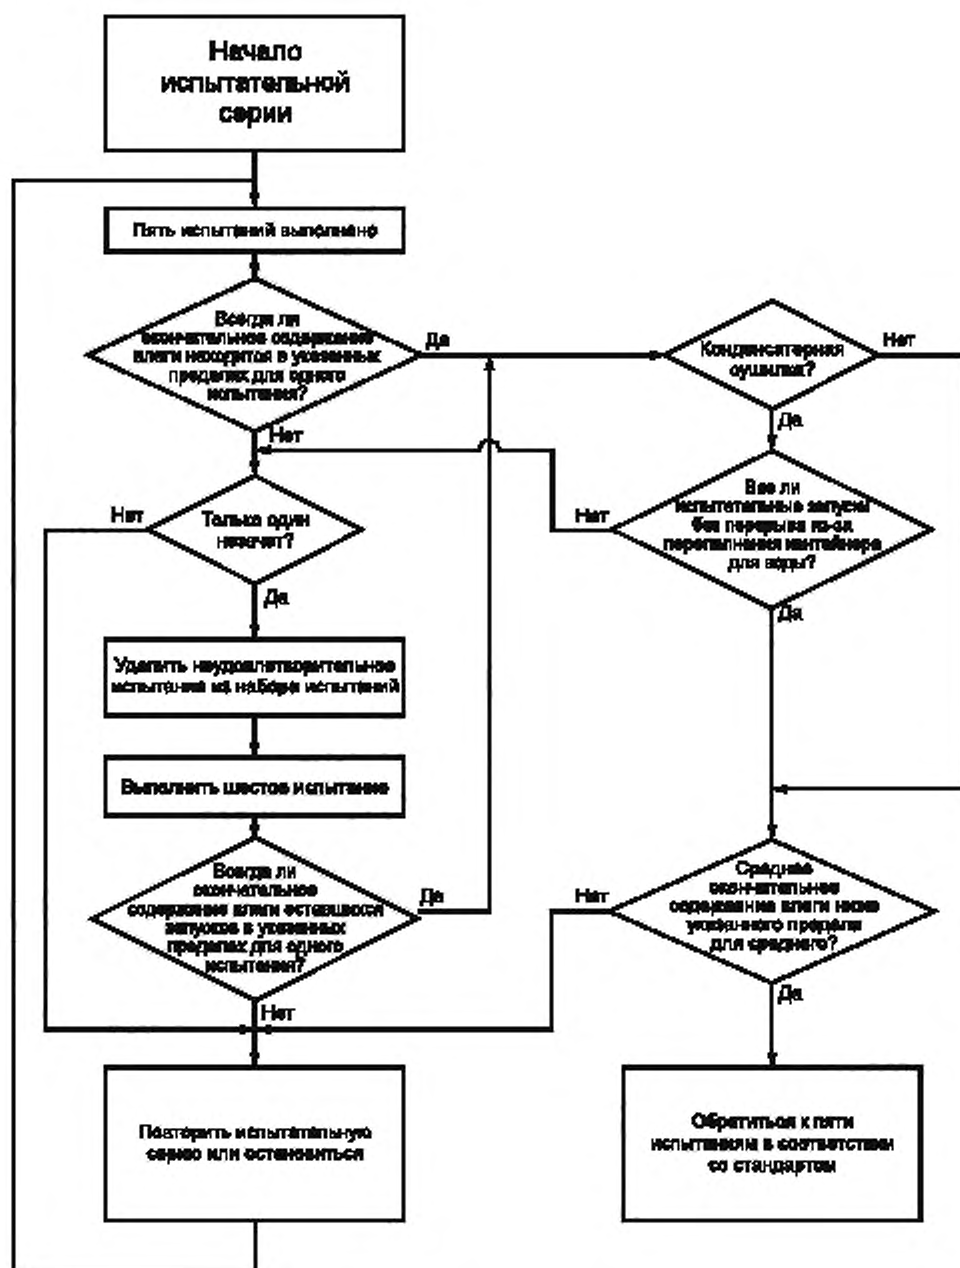 Начало
испытательной
серии
Пять испытаний выполнено
Всегда ли
окончательное содержание
влаги находится в указанных
пределах для одного
испытания?
Да
Конденсаторная
сушилка?
Нет
Да
Нет
Только один
незачет?
Нет
Да
Все ли
испытательные запуски
без перерыва из-за
переполнения контейнера
для воды?
Нет
Да
Удалить неудовлетворительное
испытание из набора испытаний
Выполнить шестое испытание
Всегда ли
окончательное
содержание влаги оставшихся
запусков в указанных
пределах для одного
испытания?
Да
Нет
Среднее
окончательное
содержание влаги ниже
указанного предела
для среднего?
Нет
Да
Повторить испытательную
серию или остановиться
Обратиться к пяти
испытаниям в соответствии
со стандартом